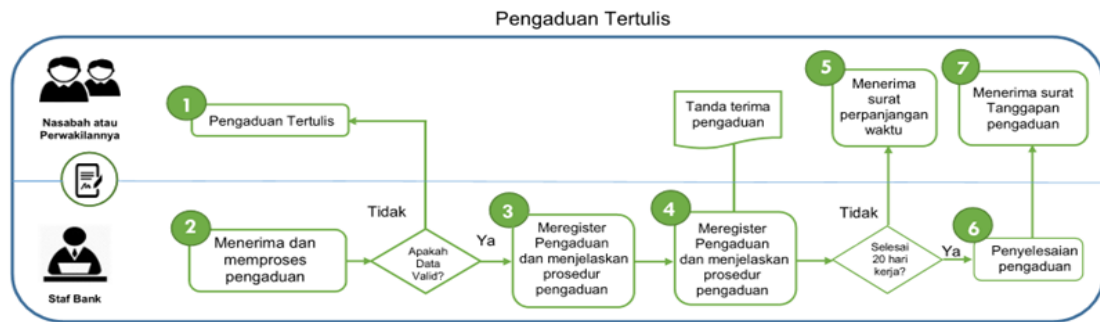 Pengaduan Tertulis
Nasabah atau
Perwakilannya
1
Pengaduan Tertulis
Tanda terima
pengaduan
5
Menerima
surat
perpanjangan
waktu
7
Menerima surat
Tanggapan
pengaduan
Staf Bank
2
Menerima dan
memproses
pengaduan
Tidak
Apakah
Data
Valid?
Ya
3
Meregister
Pengaduan
dan menjelaskan
prosedur
pengaduan
4
Meregister
Pengaduan
dan menjelaskan
prosedur
pengaduan
Tidak
Selesai
20 hari
kerja?
Ya
6
Penyelesaian
pengaduan